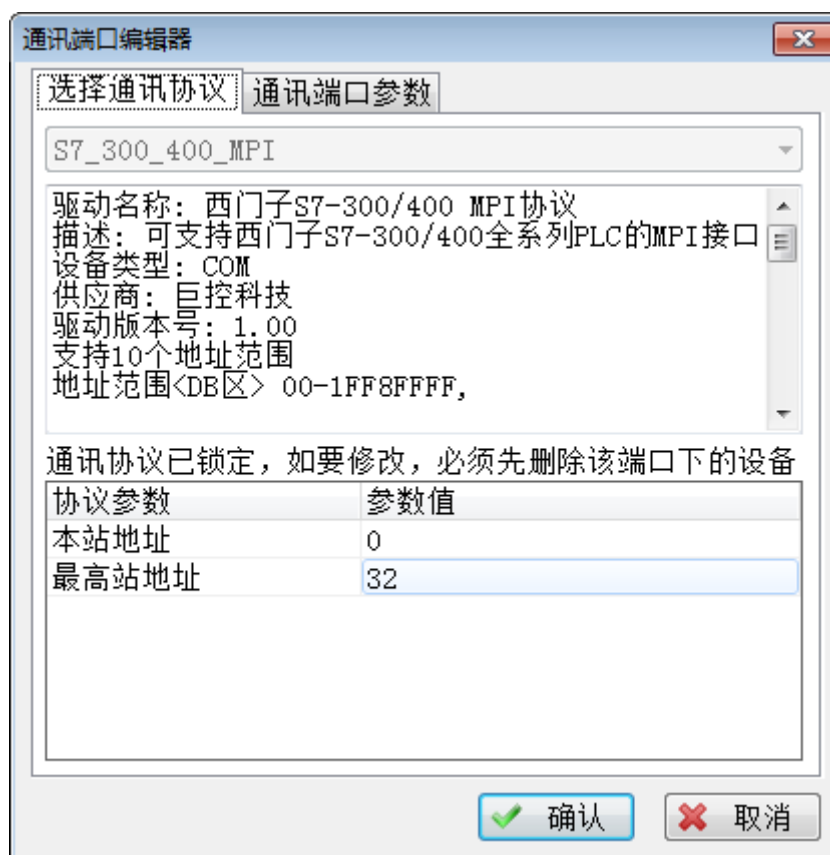 通讯端口编辑器
选择通讯协议 通讯端口参数
S7_300_400_MPI
驱动名称: 西门子S7-300/400 MPI协议
描述: 可支持西门子S7-300/400全系列PLC的MPI接口
设备类型: COM
供应商: 巨控科技
驱动版本号: 1.00
支持10个地址范围
地址范围<DB区> 00-1FF8FFFF,
通讯协议已锁定，如要修改，必须先删除该端口下的设备
协议参数 参数值
本站地址 0
最高站地址 32
确认 取消